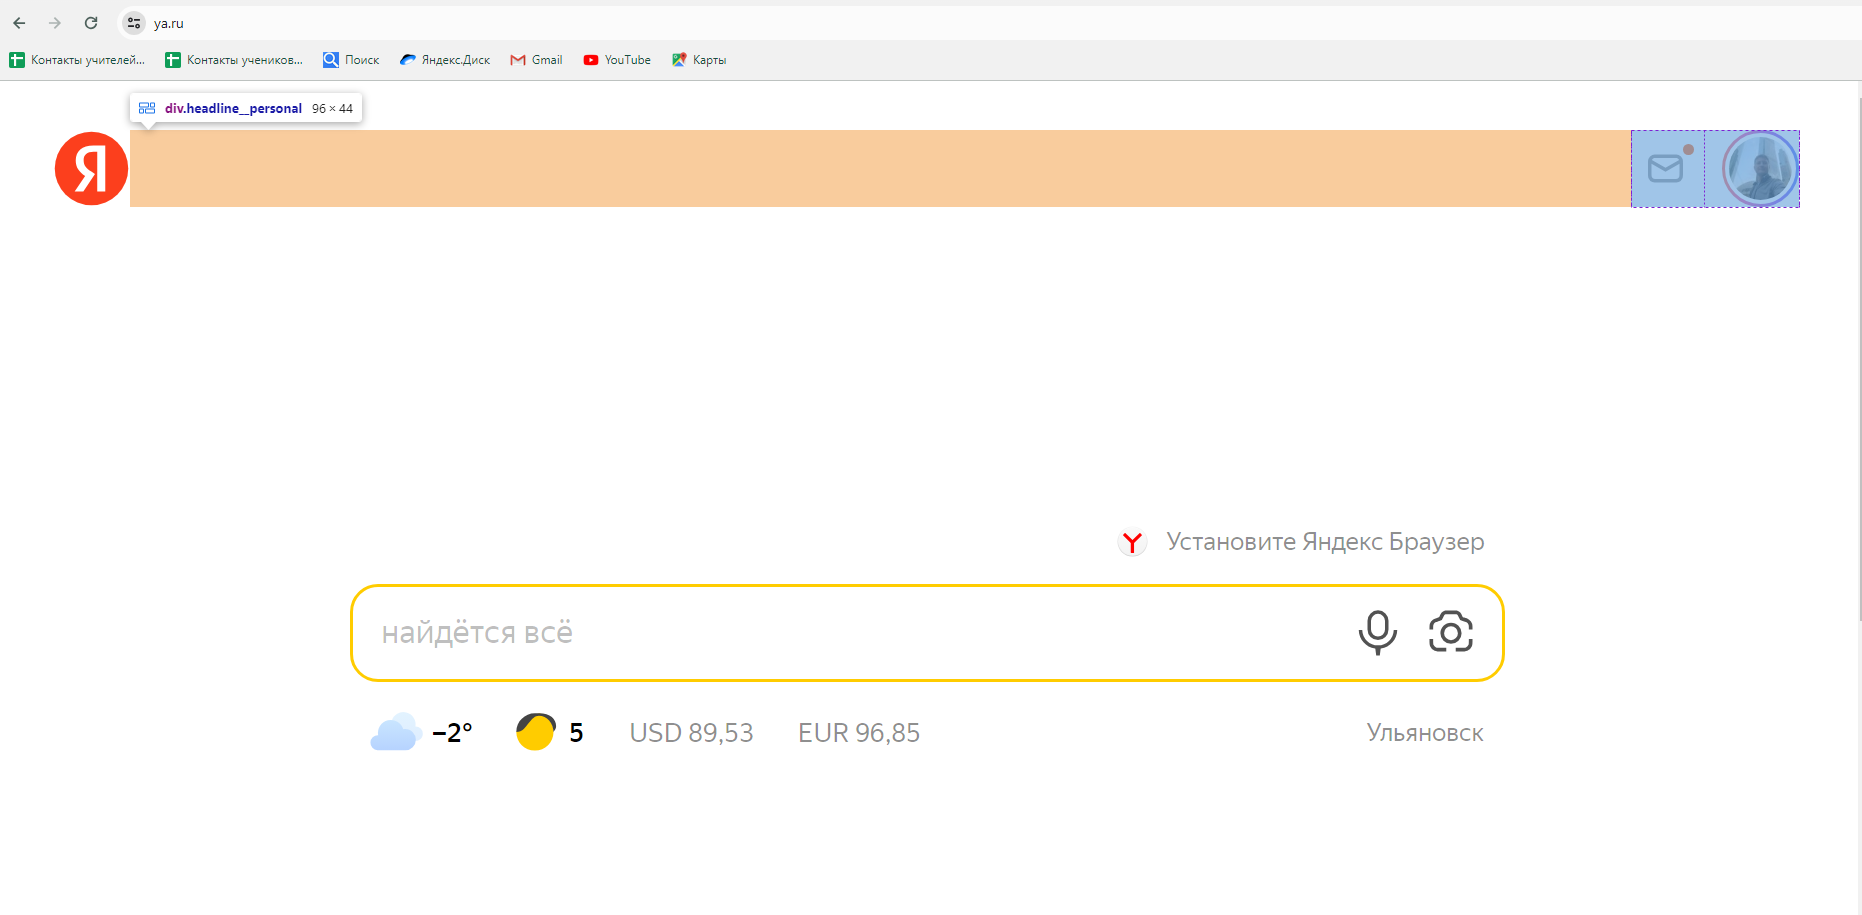 ya.ru
Контакты учителей... Контакты учеников... Поиск Яндекс.Диск Gmail YouTube Карты
div.headline__personal 96 × 44
Я
Установите Яндекс Браузер
найдётся всё
−2° 5 USD 89,53 EUR 96,85 Ульяновск